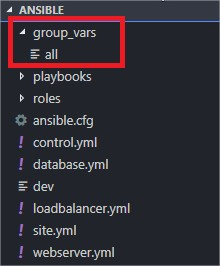 ANSIBLE
group_vars
all
playbooks
roles
ansible.cfg
control.yml
database.yml
dev
loadbalancer.yml
site.yml
webserver.yml